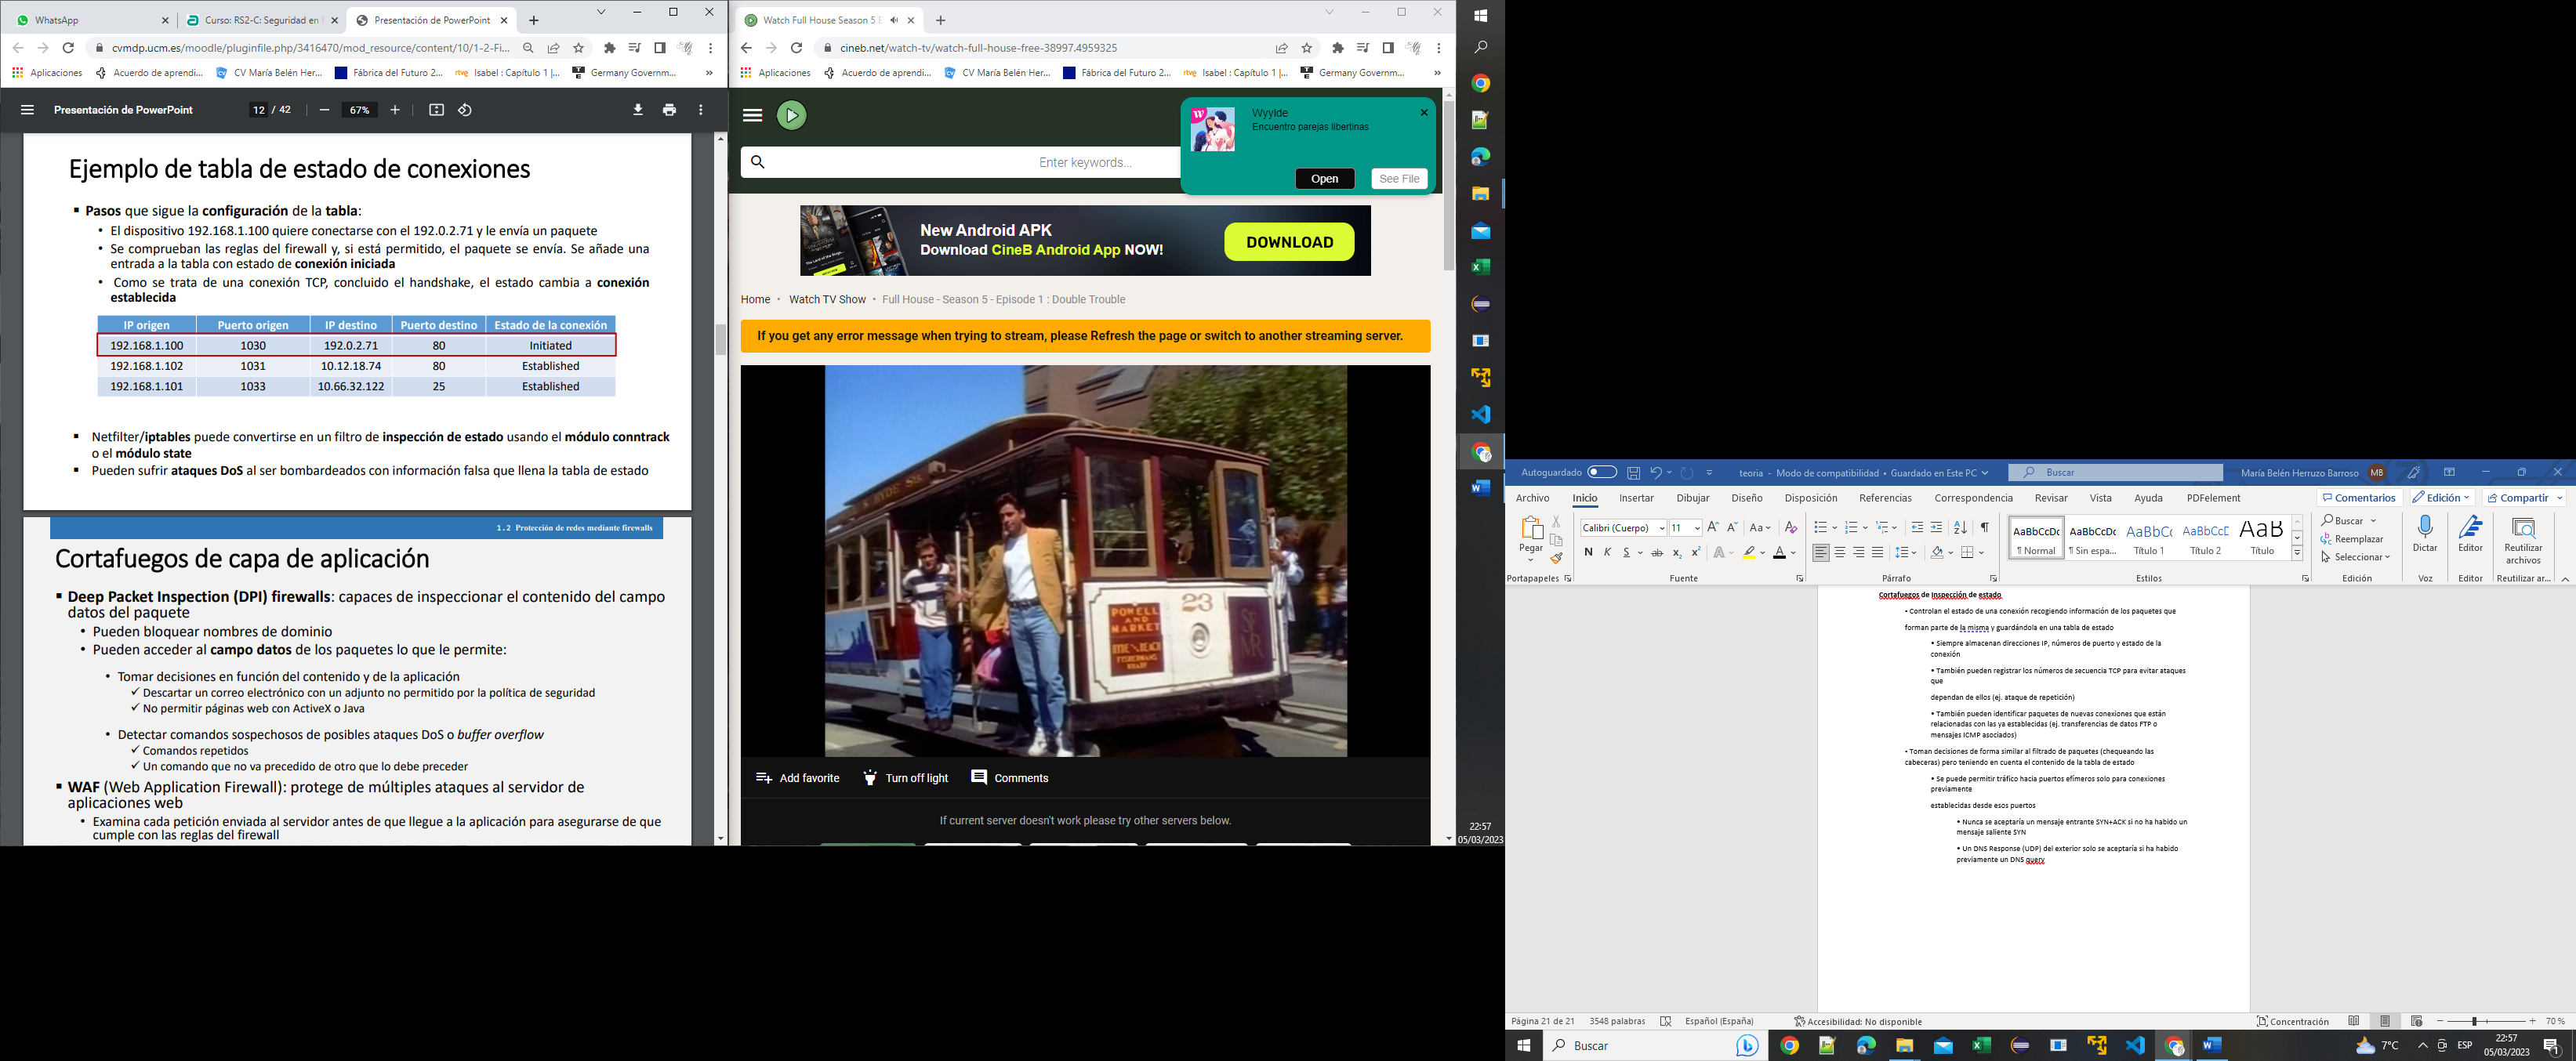 WhatsApp
Curso: RS2-C: Seguridad en
Presentación de PowerPoint
cvmdp.ucm.es/moodle/pluginfile.php/3416470/mod_resource/content/10/1-2-Fi...
Aplicaciones
Acuerdo de aprendi...
CV María Belén Her...
Fábrica del Futuro 2...
Isabel : Capítulo 1 |...
Germany Governm...
Presentación de PowerPoint
12 / 42
67%
Ejemplo de tabla de estado de conexiones
▪ Pasos que sigue la configuración de la tabla:
• El dispositivo 192.168.1.100 quiere conectarse con el 192.0.2.71 y le envía un paquete
• Se comprueban las reglas del firewall y, si está permitido, el paquete se envía. Se añade una
entrada a la tabla con estado de conexión iniciada
• Como se trata de una conexión TCP, concluido el handshake, el estado cambia a conexión
establecida
IP origen Puerto origen IP destino Puerto destino Estado de la conexión
192.168.1.100 1030 192.0.2.71 80 Initiated
192.168.1.102 1031 10.12.18.74 80 Established
192.168.1.101 1033 10.66.32.122 25 Established
▪ Netfilter/iptables puede convertirse en un filtro de inspección de estado usando el módulo conntrack
o el módulo state
▪ Pueden sufrir ataques DoS al ser bombardeados con información falsa que llena la tabla de estado
1.2 Protección de redes mediante firewalls
Cortafuegos de capa de aplicación
▪ Deep Packet Inspection (DPI) firewalls: capaces de inspeccionar el contenido del campo
datos del paquete
• Pueden bloquear nombres de dominio
• Pueden acceder al campo datos de los paquetes lo que le permite:
• Tomar decisiones en función del contenido y de la aplicación
✓ Descartar un correo electrónico con un adjunto no permitido por la política de seguridad
✓ No permitir páginas web con ActiveX o Java
• Detectar comandos sospechosos de posibles ataques DoS o buffer overflow
✓ Comandos repetidos
✓ Un comando que no va precedido de otro que lo debe preceder
▪ WAF (Web Application Firewall): protege de múltiples ataques al servidor de
aplicaciones web
• Examina cada petición enviada al servidor antes de que llegue a la aplicación para asegurarse de que
cumple con las reglas del firewall
Watch Full House Season 5 E
cineb.net/watch-tv/watch-full-house-free-38997.4959325
Aplicaciones
Acuerdo de aprendi...
CV María Belén Her...
Fábrica del Futuro 2...
Isabel : Capítulo 1 |...
Germany Governm...
Enter keywords...
Wyylde
Encuentro parejas libertinas
Open
See File
New Android APK
Download CineB Android App NOW!
DOWNLOAD
Home • Watch TV Show • Full House - Season 5 - Episode 1 : Double Trouble
If you get any error message when trying to stream, please Refresh the page or switch to another streaming server.
HYDE
POWELL
AND
MARKET
HYDE - BEACH
FISHERMANS
23
Add favorite
Turn off light
Comments
If current server doesn't work please try other servers below.
22:57
05/03/2023
Autoguardado
teoria - Modo de compatibilidad • Guardado en Este PC
Buscar
María Belén Herruzo Barroso
MB
Archivo
Inicio
Insertar
Dibujar
Diseño
Disposición
Referencias
Correspondencia
Revisar
Vista
Ayuda
PDFelement
Comentarios
Edición
Compartir
Pegar
Calibri (Cuerpo)
11
AaBbCcDc
AaBbCcDc
AaBbC(
AaBbCcE
AaB
¶ Normal
¶ Sin espa...
Título 1
Título 2
Título
Buscar
Reemplazar
Seleccionar
Dictar
Editor
Reutilizar
archivos
Portapapeles
Fuente
Párrafo
Estilos
Edición
Voz
Editor
Reutilizar ar...
Cortafuegos de Inspección de estado
• Controlan el estado de una conexión recogiendo información de los paquetes que
forman parte de la misma y guardándola en una tabla de estado
• Siempre almacenan direcciones IP, números de puerto y estado de la
conexión
• También pueden registrar los números de secuencia TCP para evitar ataques
que
dependan de ellos (ej. ataque de repetición)
• También pueden identificar paquetes de nuevas conexiones que están
relacionadas con las ya establecidas (ej. transferencias de datos FTP o
mensajes ICMP asociados)
• Toman decisiones de forma similar al filtrado de paquetes (chequeando las
cabeceras) pero teniendo en cuenta el contenido de la tabla de estado
• Se puede permitir tráfico hacia puertos efímeros solo para conexiones
previamente
establecidas desde esos puertos
• Nunca se aceptaría un mensaje entrante SYN+ACK si no ha habido un
mensaje saliente SYN
• Un DNS Response (UDP) del exterior solo se aceptaría si ha habido
previamente un DNS query
Página 21 de 21
3548 palabras
Español (España)
Accesibilidad: No disponible
Concentración
70 %
Buscar
7°C
ESP
22:57
05/03/2023